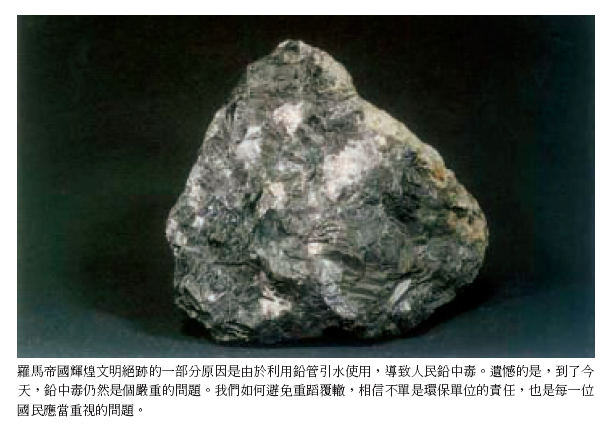 羅馬帝國輝煌文明絕跡的一部分原因是由於利用鉛管引水使用，導致人民鉛中毒。遺憾的是，到了今
天，鉛中毒仍然是個嚴重的問題。我們如何避免重蹈覆轍，相信不單是環保單位的責任，也是每一位
國民應當重視的問題。